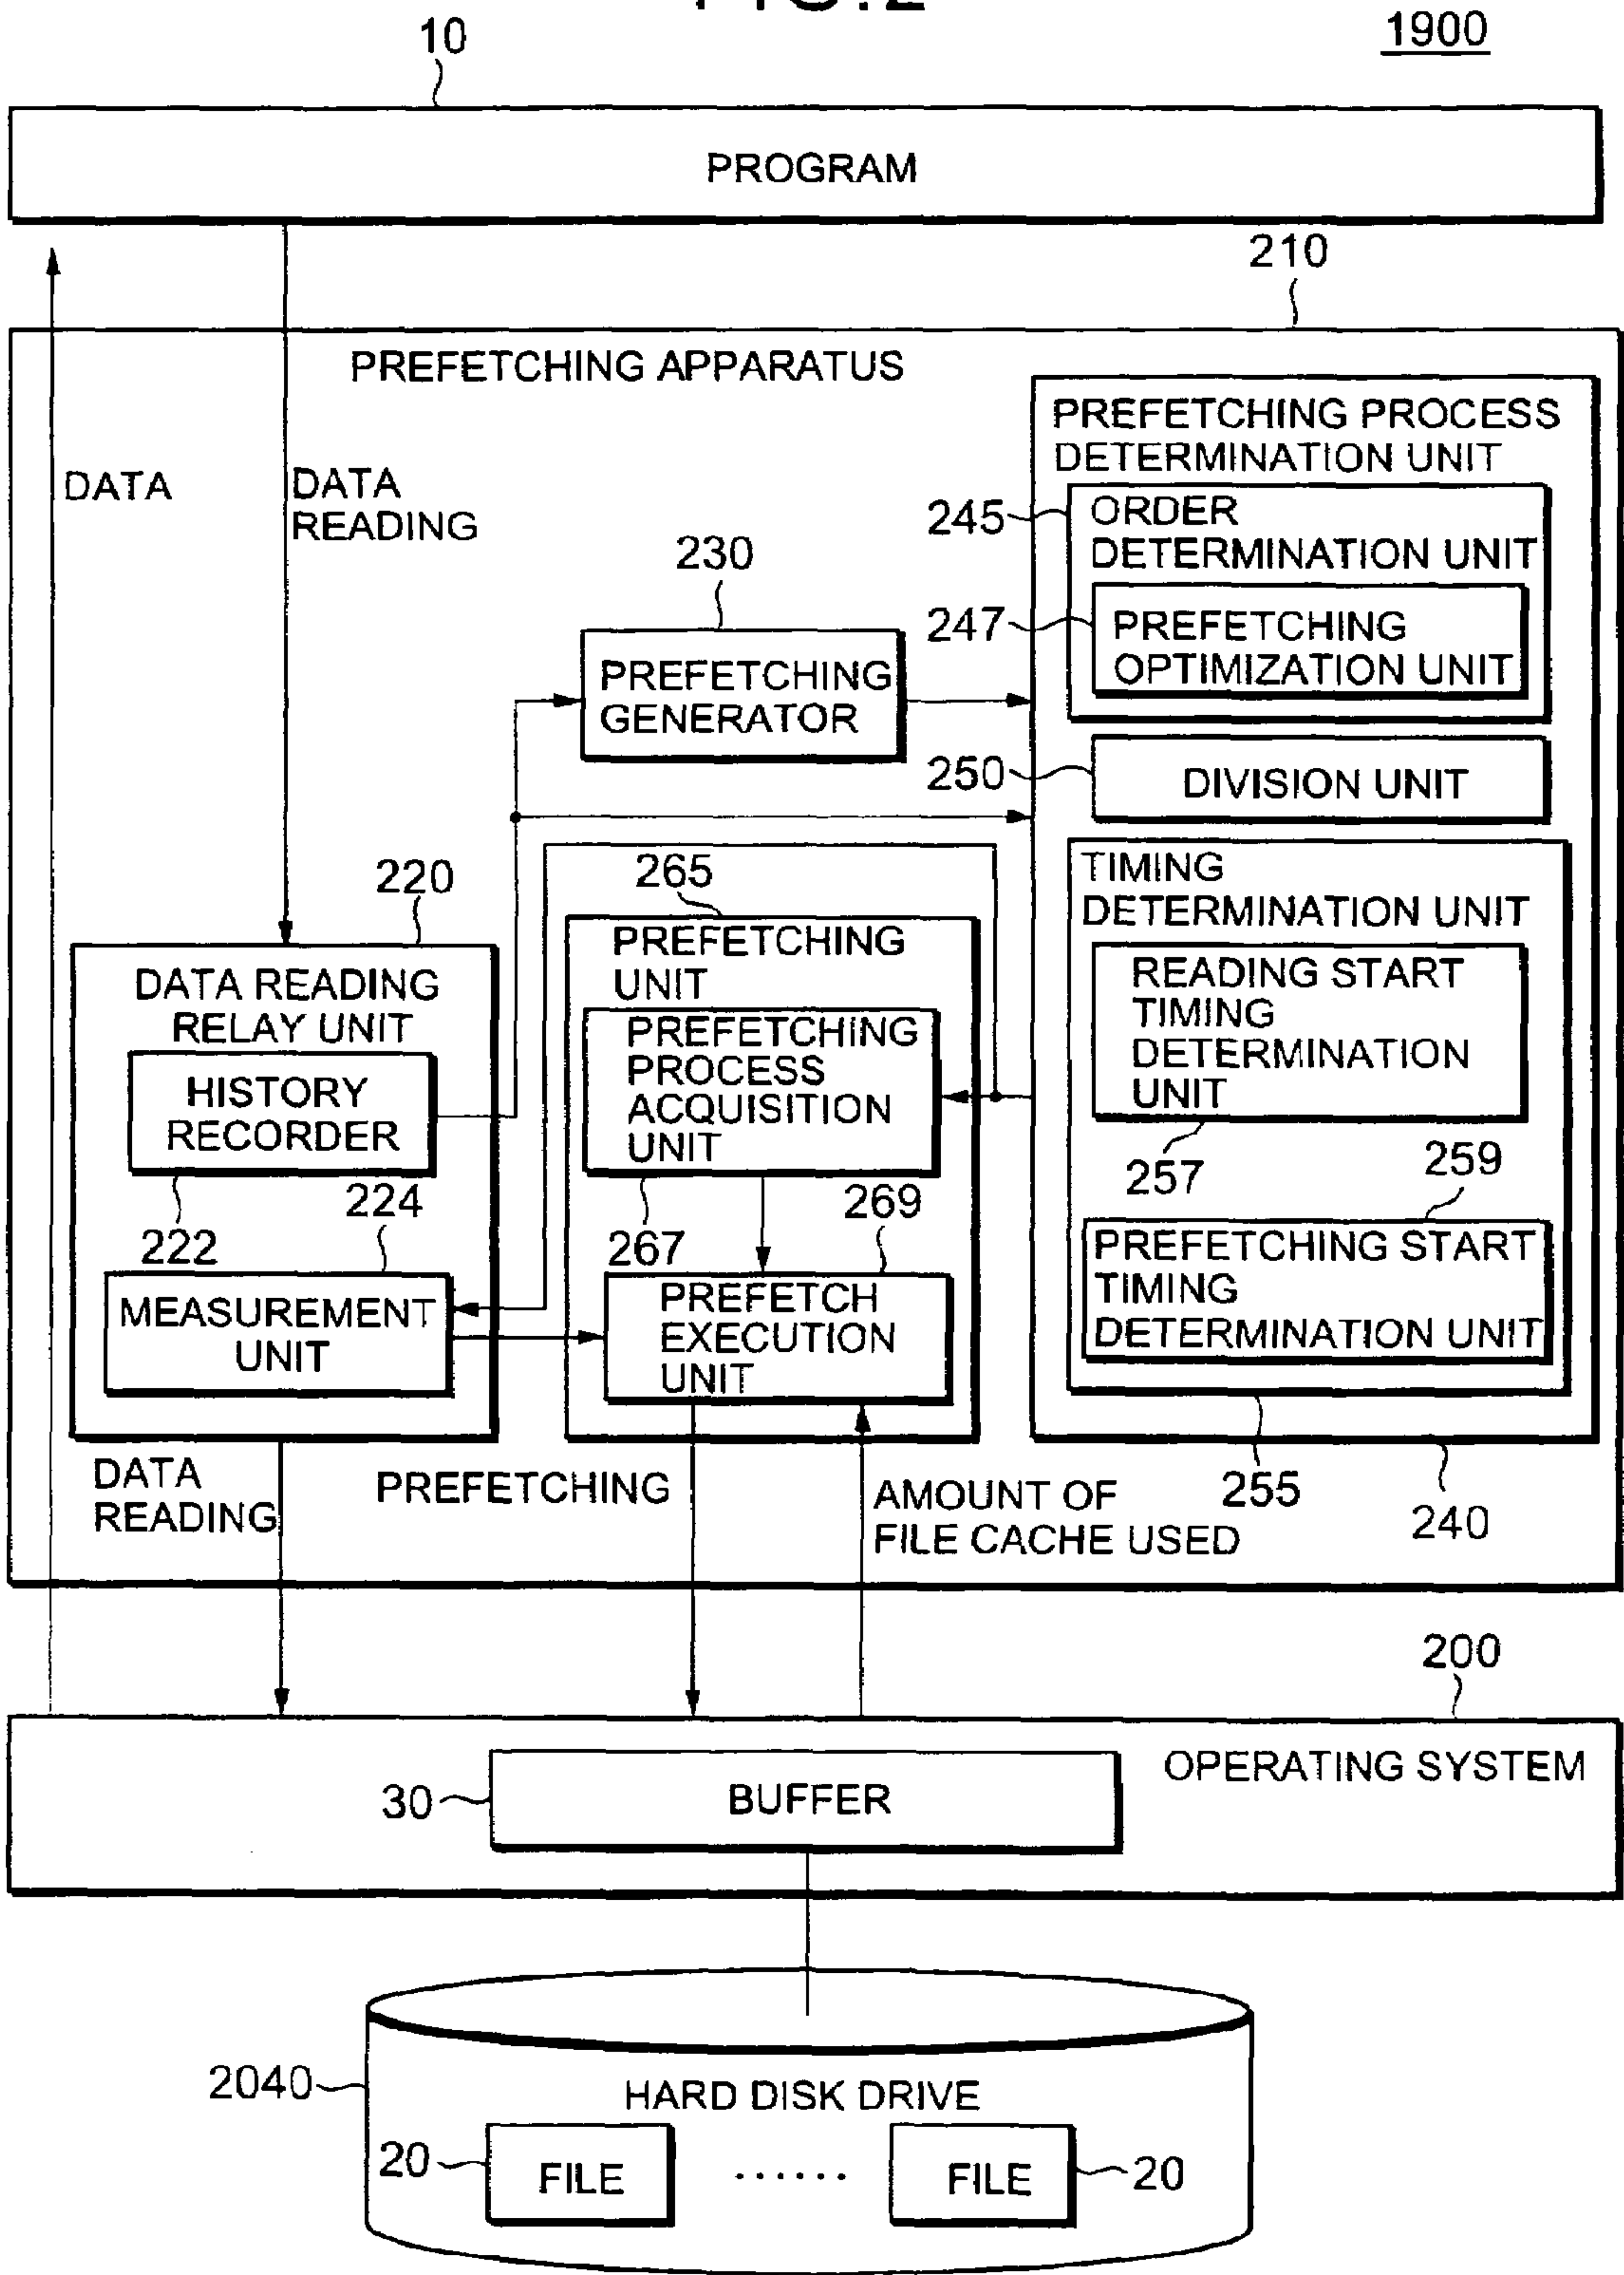 FIG.2
1900
10
PROGRAM
210
PREFETCHING APPARATUS
DATA
DATA
READING
PREFETCHING PROCESS
DETERMINATION UNIT
245
ORDER
DETERMINATION UNIT
247
PREFETCHING
OPTIMIZATION UNIT
230
PREFETCHING
GENERATOR
250
DIVISION UNIT
TIMING
DETERMINATION UNIT
READING START
TIMING
DETERMINATION
UNIT
257
259
PREFETCHING START
TIMING
DETERMINATION UNIT
255
240
220
DATA READING
RELAY UNIT
HISTORY
RECORDER
222
224
MEASUREMENT
UNIT
265
PREFETCHING
UNIT
PREFETCHING
PROCESS
ACQUISITION
UNIT
267
269
PREFETCH
EXECUTION
UNIT
DATA
READING
PREFETCHING
AMOUNT OF
FILE CACHE USED
200
OPERATING SYSTEM
30
BUFFER
2040
HARD DISK DRIVE
20
FILE
......
FILE
20